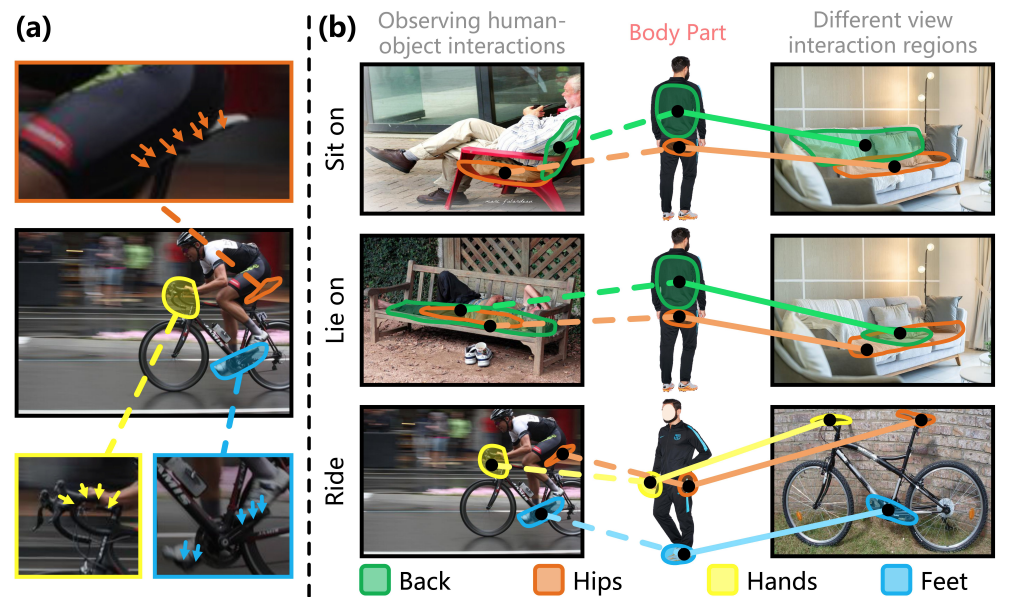 (a)
(b)
Observing human-
object interactions
Body Part
Different view
interaction regions
Sit on
Lie on
Ride
Back
Hips
Hands
Feet